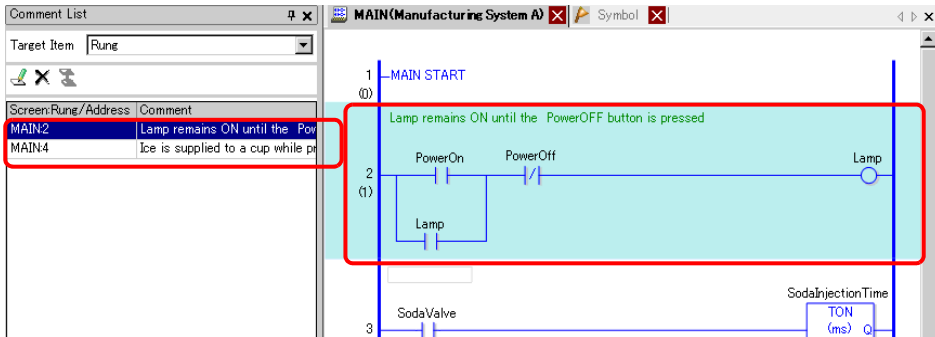 Comment List
Target Item Rung
Screen:Rung/Address Comment
MAIN:2 Lamp remains ON until the Pow
MAIN:4 Ice is supplied to a cup while pr
MAIN(Manufacturing System A) Symbol
1 MAIN START
(0)
Lamp remains ON until the PowerOFF button is pressed
PowerOn PowerOff Lamp
2
(1)
Lamp
SodaInjectionTime
SodaValve TON
3 (ms) Q